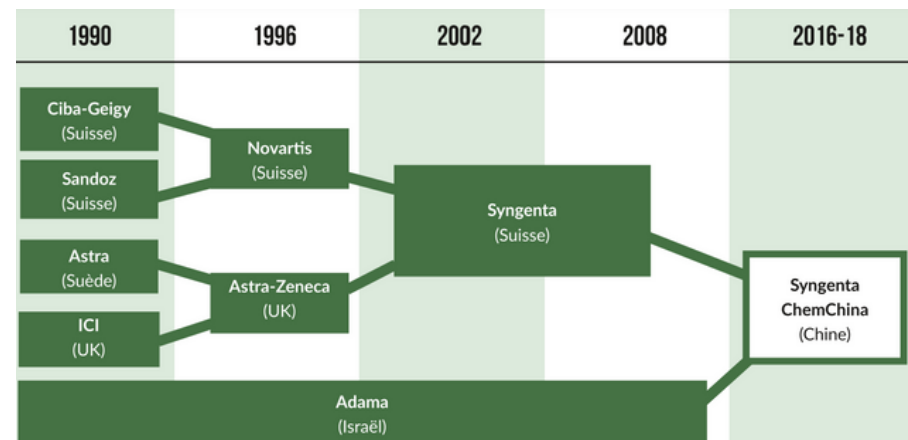 1990 1996 2002 2008 2016-18
Ciba-Geigy
(Suisse)
Sandoz
(Suisse)
Astra
(Suède)
ICI
(UK)
Novartis
(Suisse)
Astra-Zeneca
(UK)
Syngenta
(Suisse)
Syngenta
ChemChina
(Chine)
Adama
(Israël)